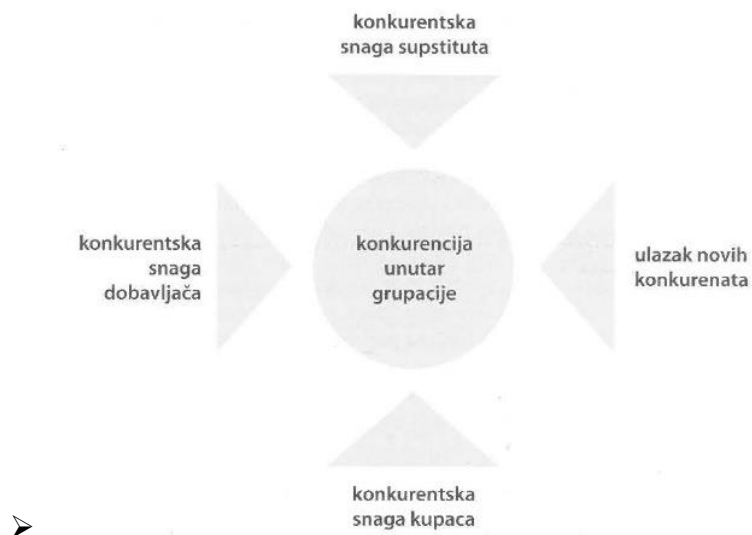 konkurentska
snaga supstituta
konkurentska
snaga
dobavljača
konkurencija
unutar
grupacije
ulazak novih
konkurenata
konkurentska
snaga kupaca